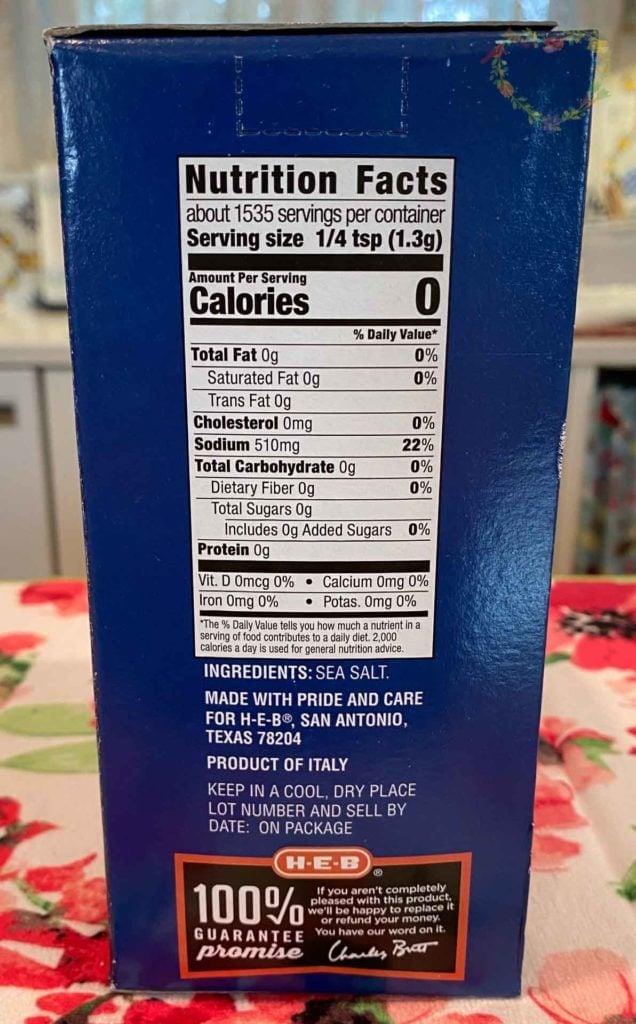 Nutrition Facts
about 1535 servings per container
Serving size 1/4 tsp (1.3g)
Amount Per Serving
Calories 0
% Daily Value*
Total Fat 0g 0%
Saturated Fat 0g 0%
Trans Fat 0g
Cholesterol 0mg 0%
Sodium 510mg 22%
Total Carbohydrate 0g 0%
Dietary Fiber 0g 0%
Total Sugars 0g
Includes 0g Added Sugars 0%
Protein 0g
Vit. D 0mcg 0% • Calcium 0mg 0%
Iron 0mg 0% • Potas. 0mg 0%
*The % Daily Value tells you how much a nutrient in a
serving of food contributes to a daily diet. 2,000
calories a day is used for general nutrition advice.
INGREDIENTS: SEA SALT.
MADE WITH PRIDE AND CARE
FOR H-E-B®, SAN ANTONIO,
TEXAS 78204
PRODUCT OF ITALY
KEEP IN A COOL, DRY PLACE
LOT NUMBER AND SELL BY
DATE: ON PACKAGE
H-E-B ®
100%
GUARANTEE
promise
If you aren't completely
pleased with this product,
we'll be happy to replace it
or refund your money.
You have our word on it.
Charles Butt